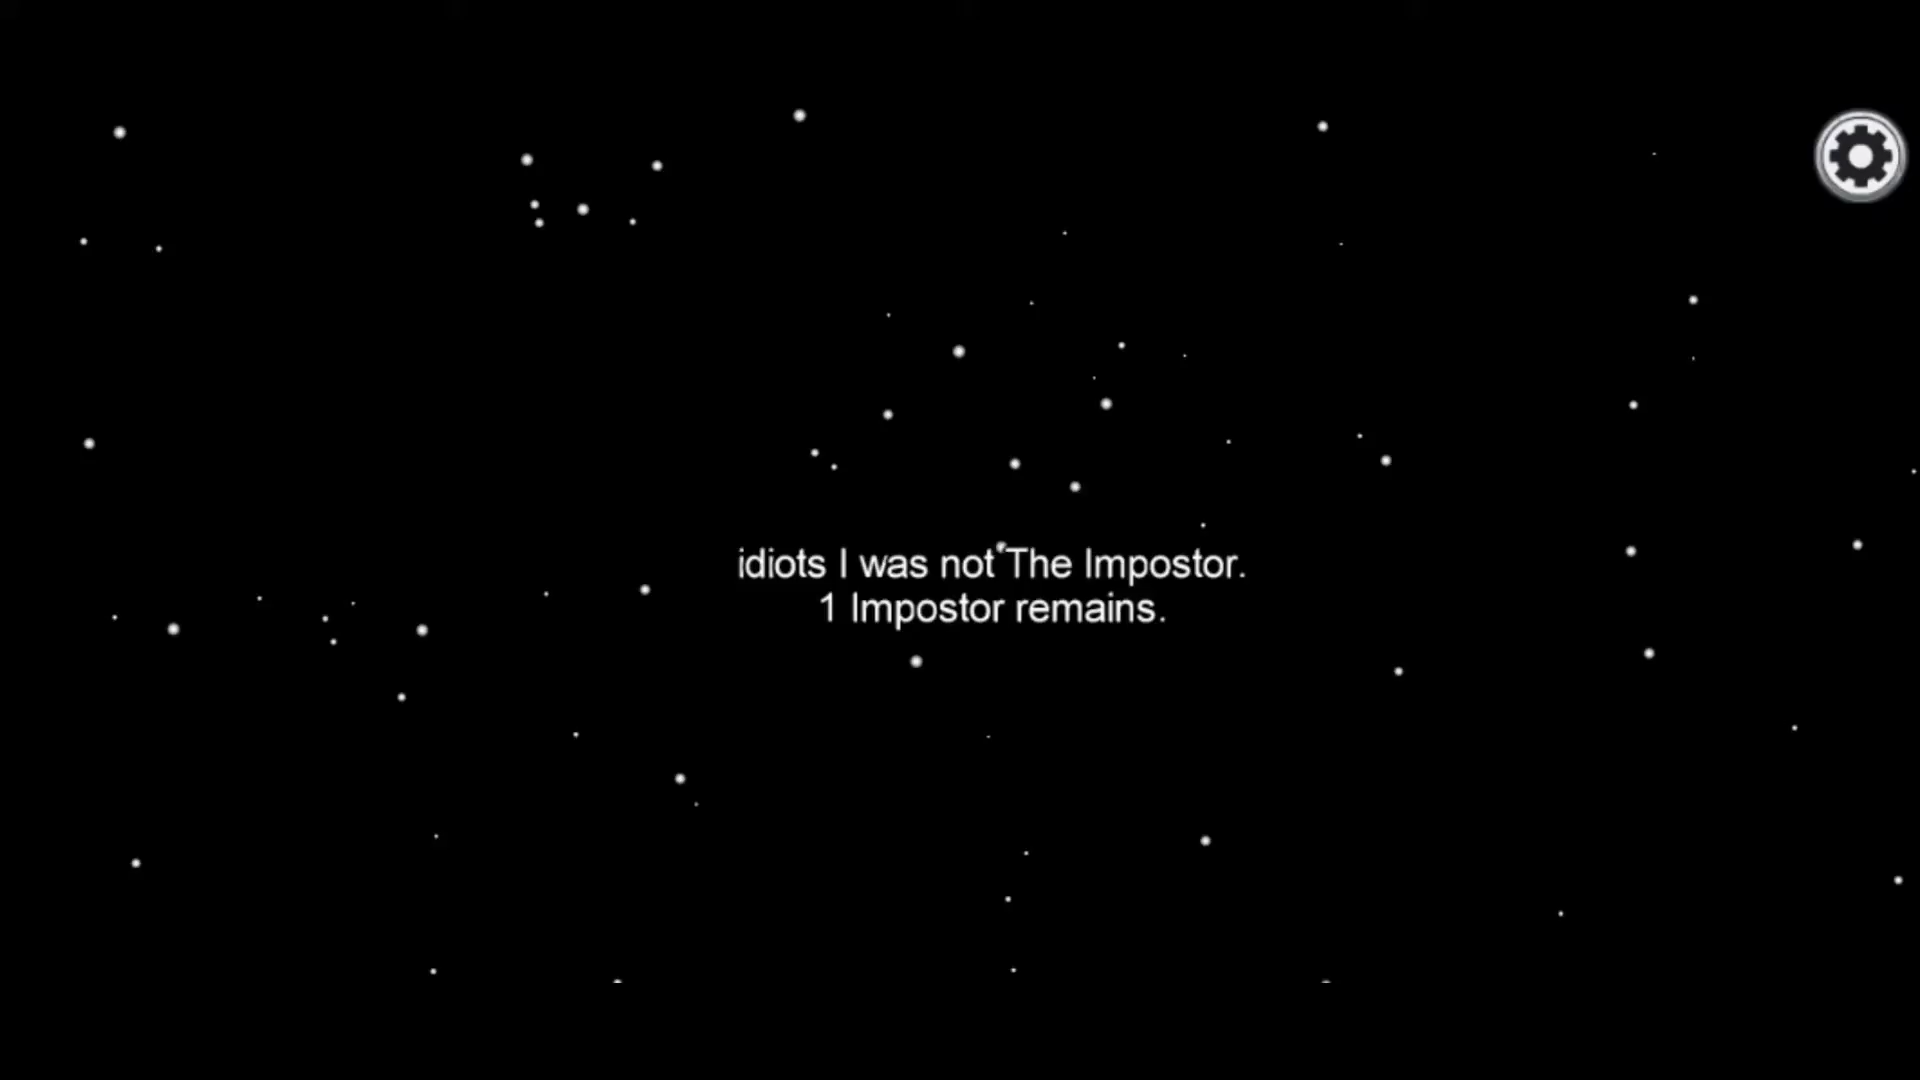 idiots I was not The Impostor.
1 Impostor remains.